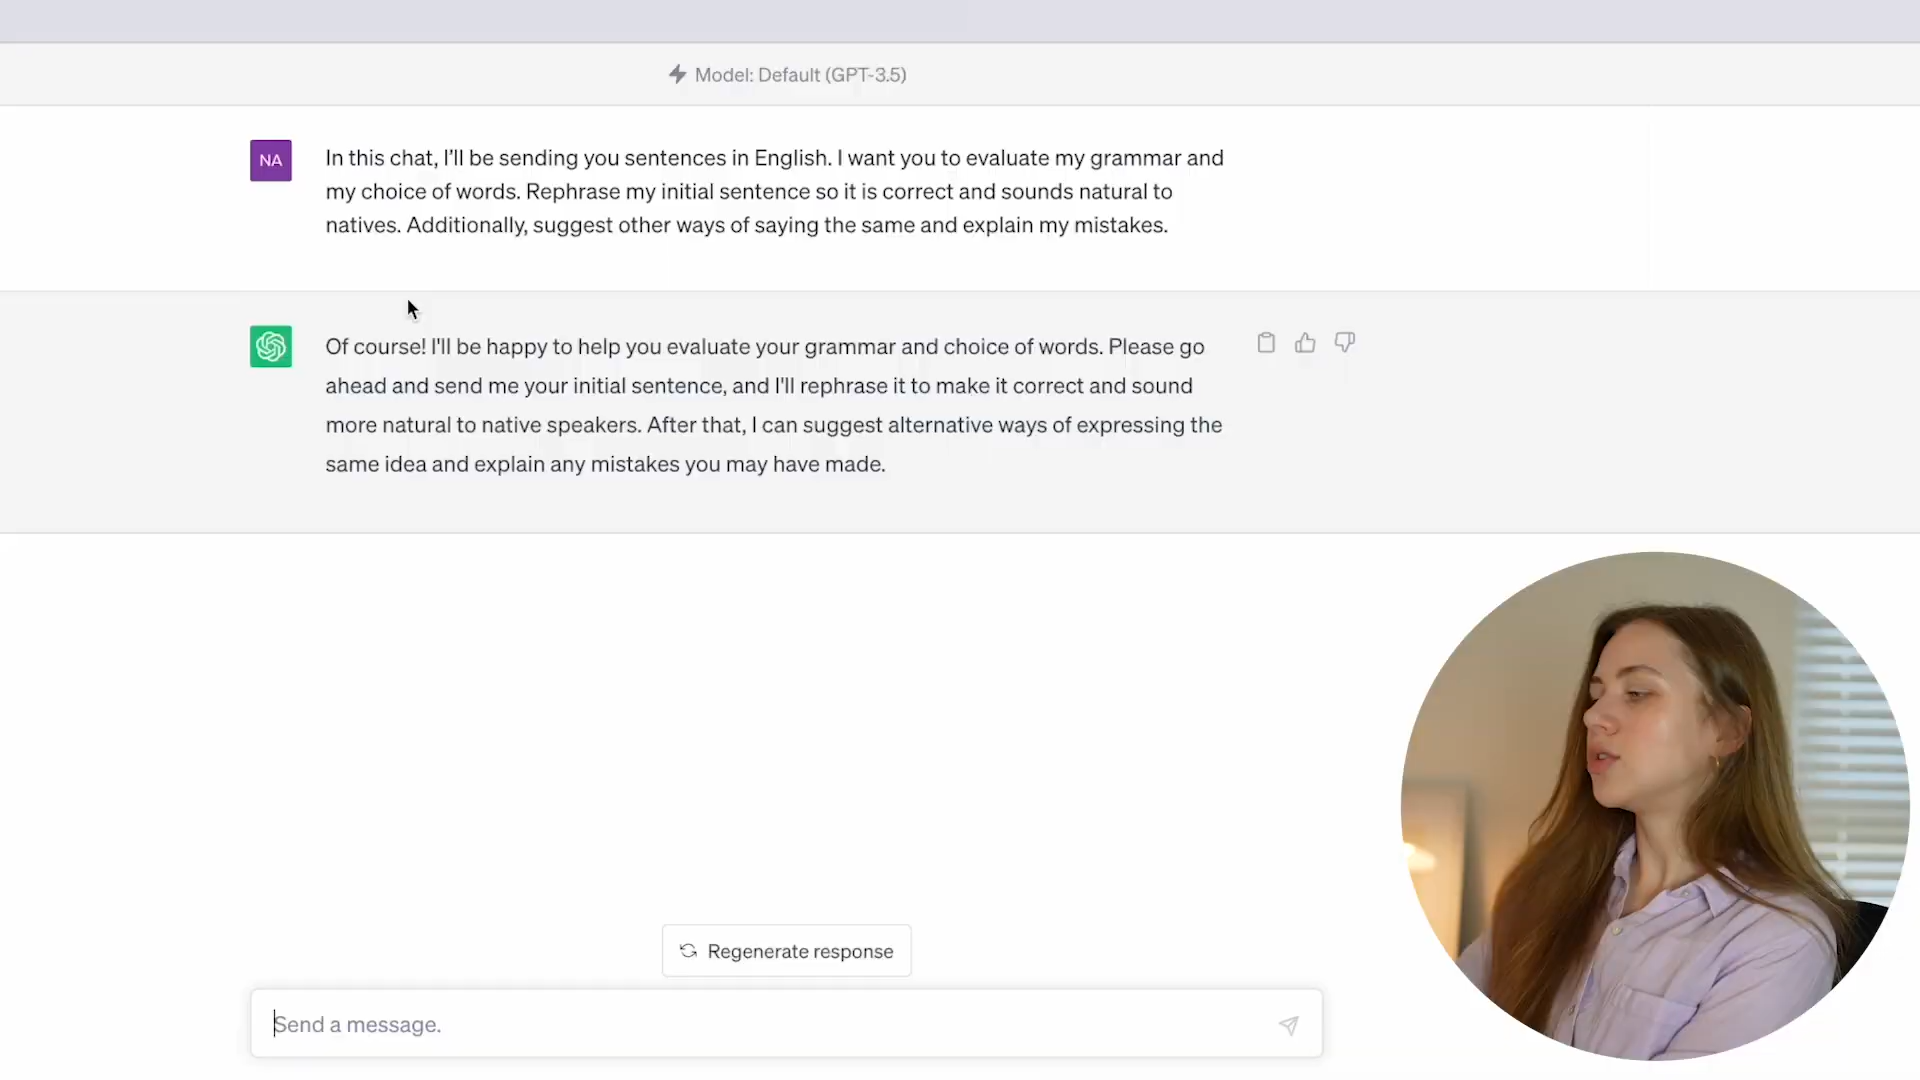 Model: Default (GPT-3.5)
NA
In this chat, I'll be sending you sentences in English. I want you to evaluate my grammar and
my choice of words. Rephrase my initial sentence so it is correct and sounds natural to
natives. Additionally, suggest other ways of saying the same and explain my mistakes.
Of course! I'll be happy to help you evaluate your grammar and choice of words. Please go
ahead and send me your initial sentence, and I'll rephrase it to make it correct and sound
more natural to native speakers. After that, I can suggest alternative ways of expressing the
same idea and explain any mistakes you may have made.
Regenerate response
Send a message.